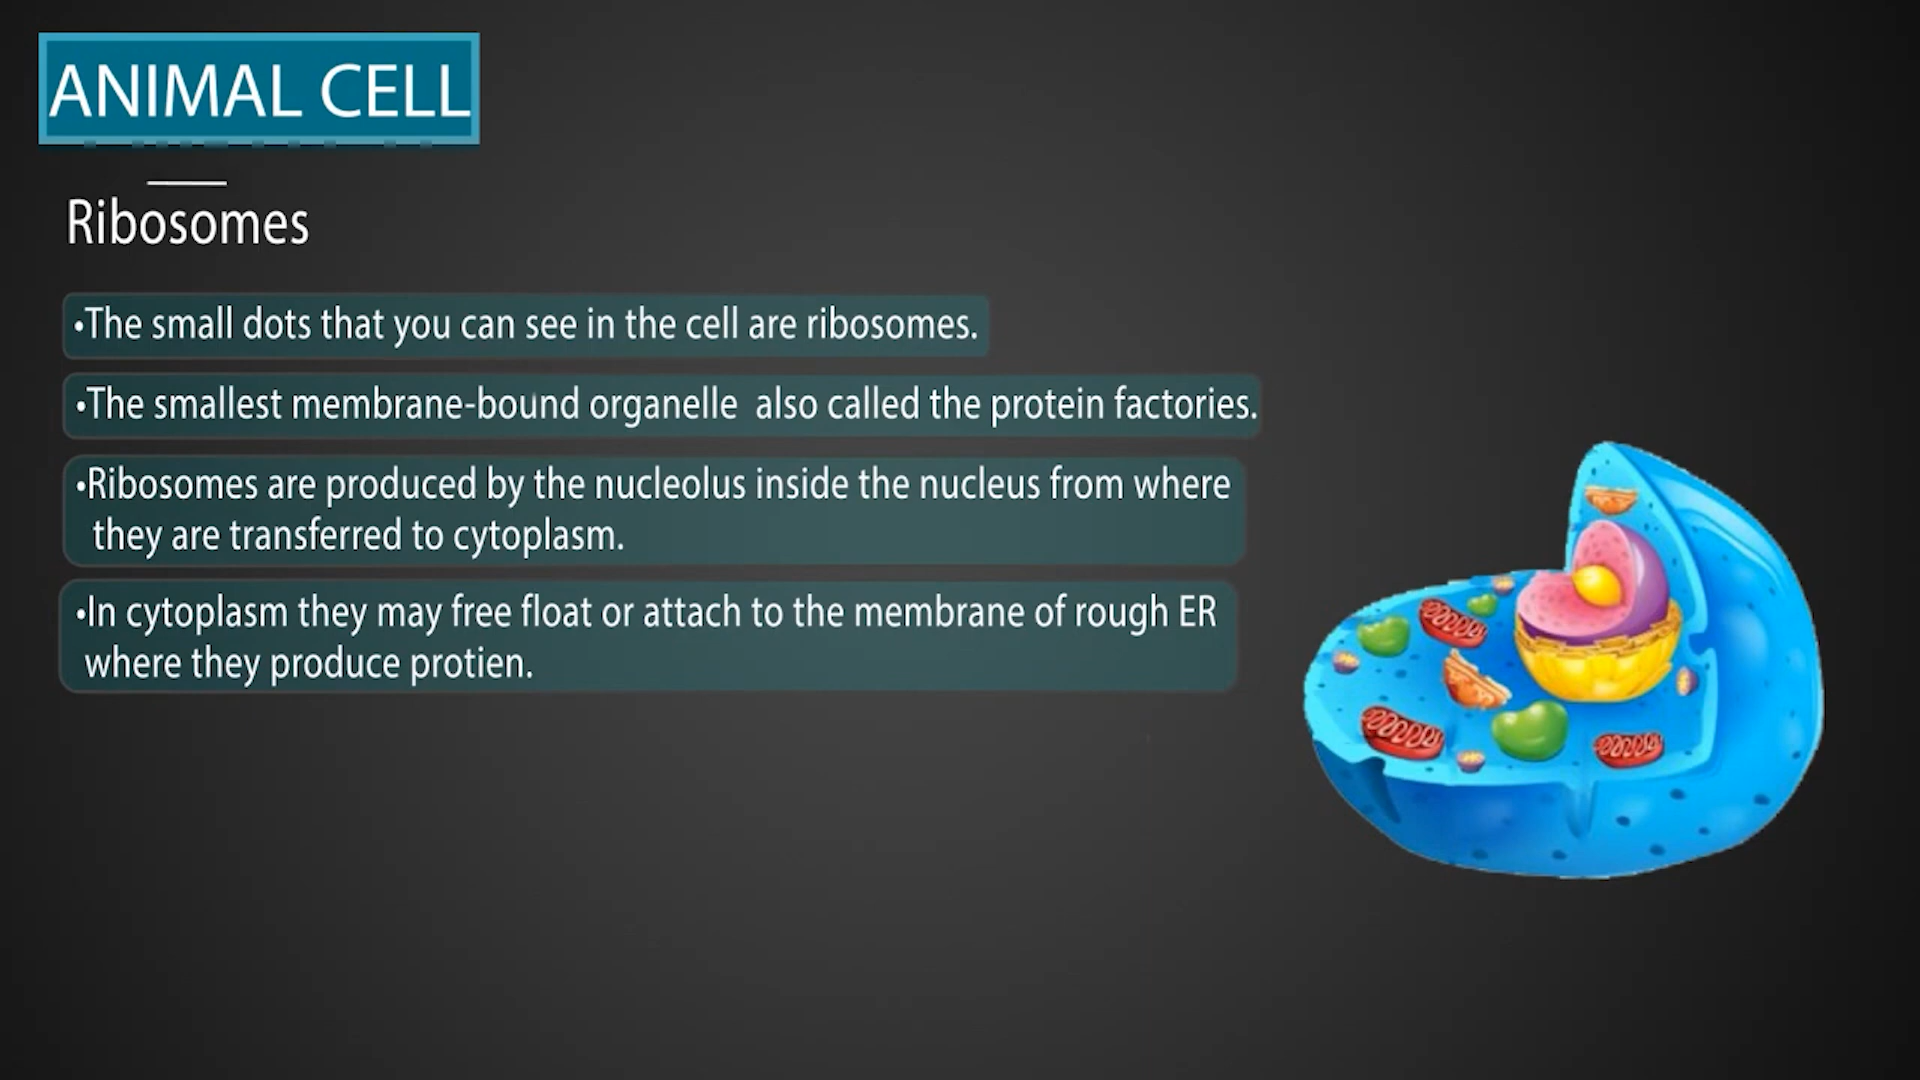 ANIMAL CELL
Ribosomes
•The small dots that you can see in the cell are ribosomes.
•The smallest membrane-bound organelle also called the protein factories.
•Ribosomes are produced by the nucleolus inside the nucleus from where
they are transferred to cytoplasm.
•In cytoplasm they may free float or attach to the membrane of rough ER
where they produce protien.